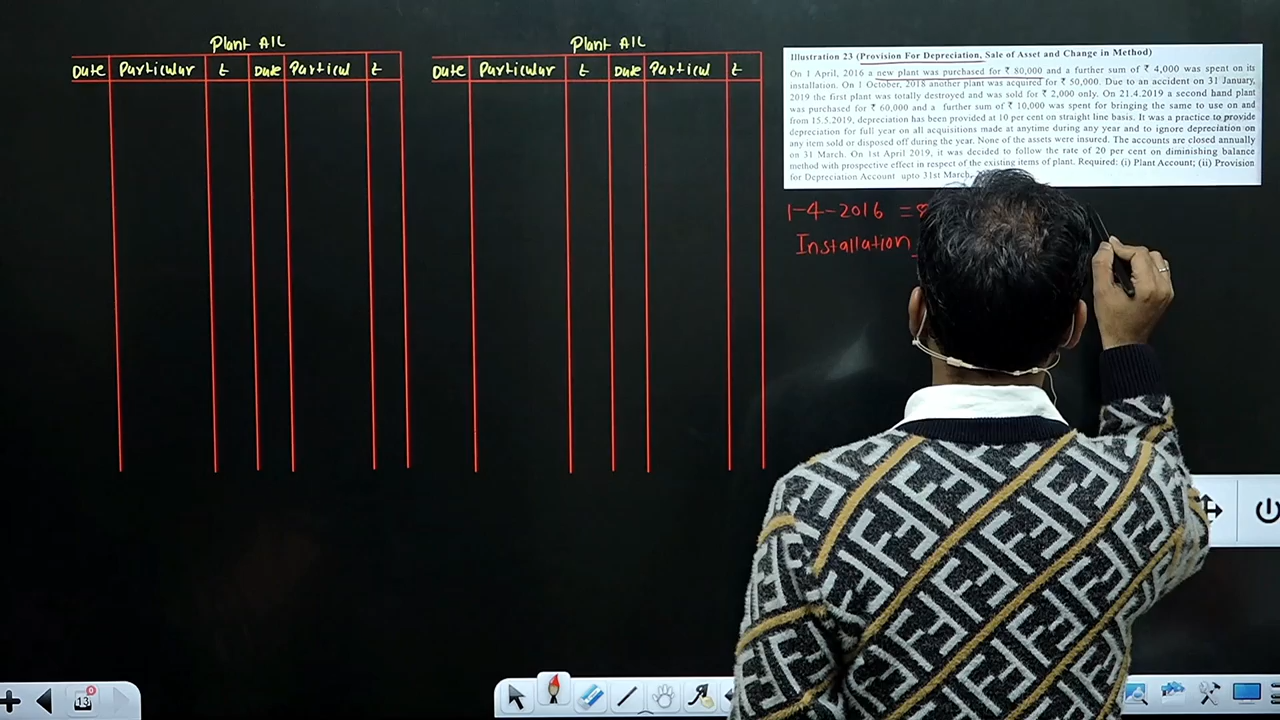 Plant A/C
Date Particular ₹ Date Particul ₹
Plant A/C
Date Particular ₹ Date Particul ₹
Illustration 23 (Provision For Depreciation, Sale of Asset and Change in Method)
On 1 April, 2016 a new plant was purchased for ₹ 80,000 and a further sum of ₹ 4,000 was spent on its
installation. On 1 October, 2018 another plant was acquired for ₹ 50,000. Due to an accident on 31 January,
2019 the first plant was totally destroyed and was sold for ₹ 2,000 only. On 21.4.2019 a second hand plant
was purchased for ₹ 60,000 and a further sum of ₹ 10,000 was spent for bringing the same to use on and
from 15.5.2019, depreciation has been provided at 10 per cent on straight line basis. It was a practice to provide
depreciation for full year on all acquisitions made at anytime during any year and to ignore depreciation on
any item sold or disposed off during the year. None of the assets were insured. The accounts are closed annually
on 31 March. On 1st April 2019, it was decided to follow the rate of 20 per cent on diminishing balance
method with prospective effect in respect of the existing items of plant. Required: (i) Plant Account; (ii) Provision
for Depreciation Account upto 31st March,
1-4-2016 =8
Installation
13
0